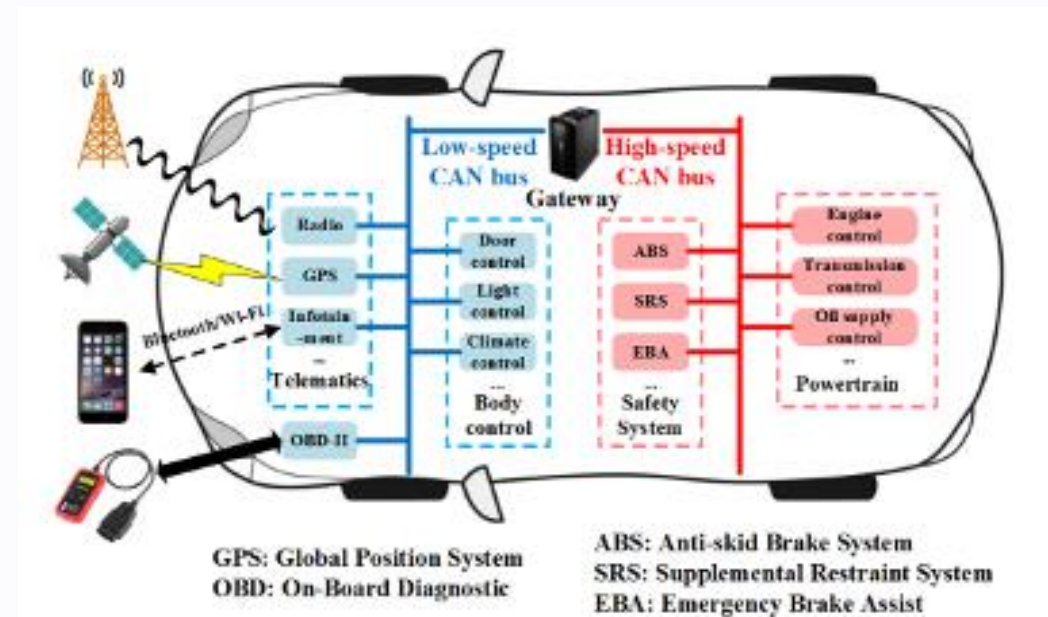 Low-speed
CAN bus
High-speed
CAN bus
Gateway
Radio
GPS
Infotain
-ment
...
Telematics
OBD-II
Bluetooth/Wi-Fi
Door
control
Light
control
Climate
control
...
Body
control
ABS
SRS
EBA
...
Safety
System
Engine
control
Transmission
control
Oil supply
control
...
Powertrain
GPS: Global Position System
OBD: On-Board Diagnostic
ABS: Anti-skid Brake System
SRS: Supplemental Restraint System
EBA: Emergency Brake Assist